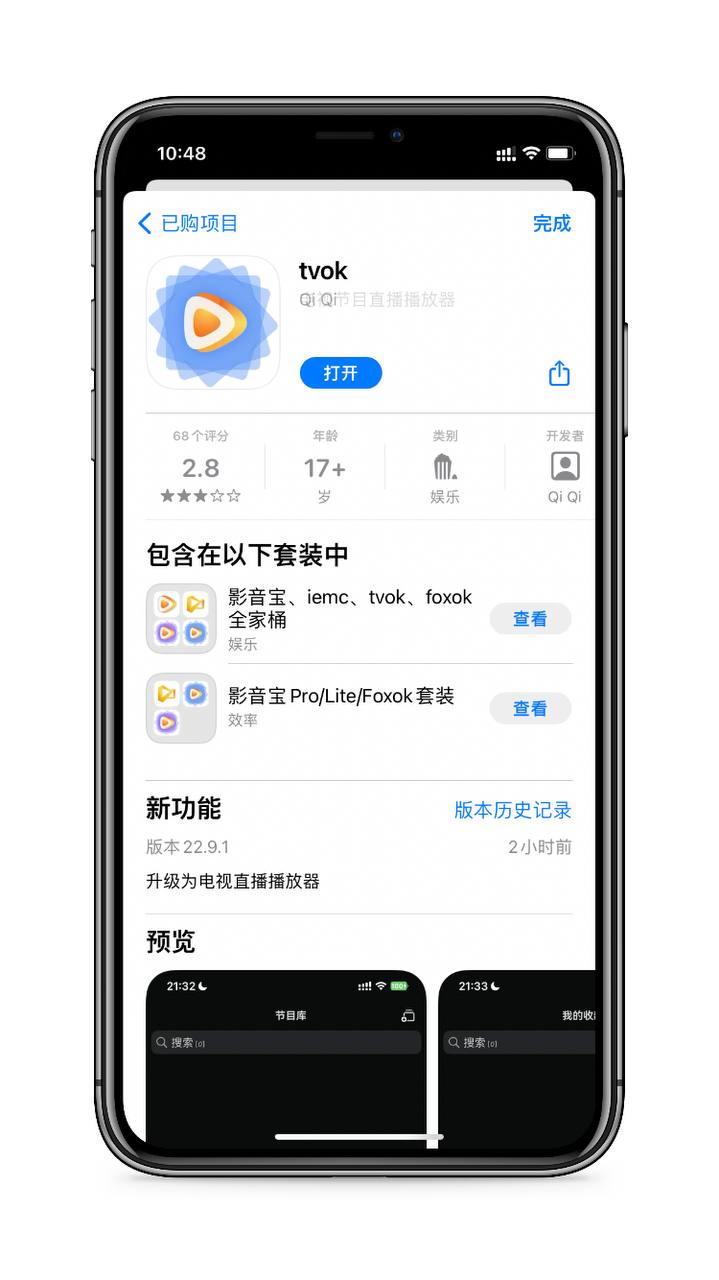 10:48
已购项目
完成
tvok
Qi Qi
节目直播播放器
打开
68个评分
年龄
类别
开发者
2.8
17+
岁
娱乐
Qi Qi
包含在以下套装中
影音宝、iemc、tvok、foxok
全家桶
娱乐
查看
影音宝 Pro/Lite/Foxok 套装
效率
查看
新功能
版本历史记录
版本 22.9.1
2小时前
升级为电视直播播放器
预览
21:32
100+
节目库
搜索 [0]
21:33
我的收
搜索 [0]